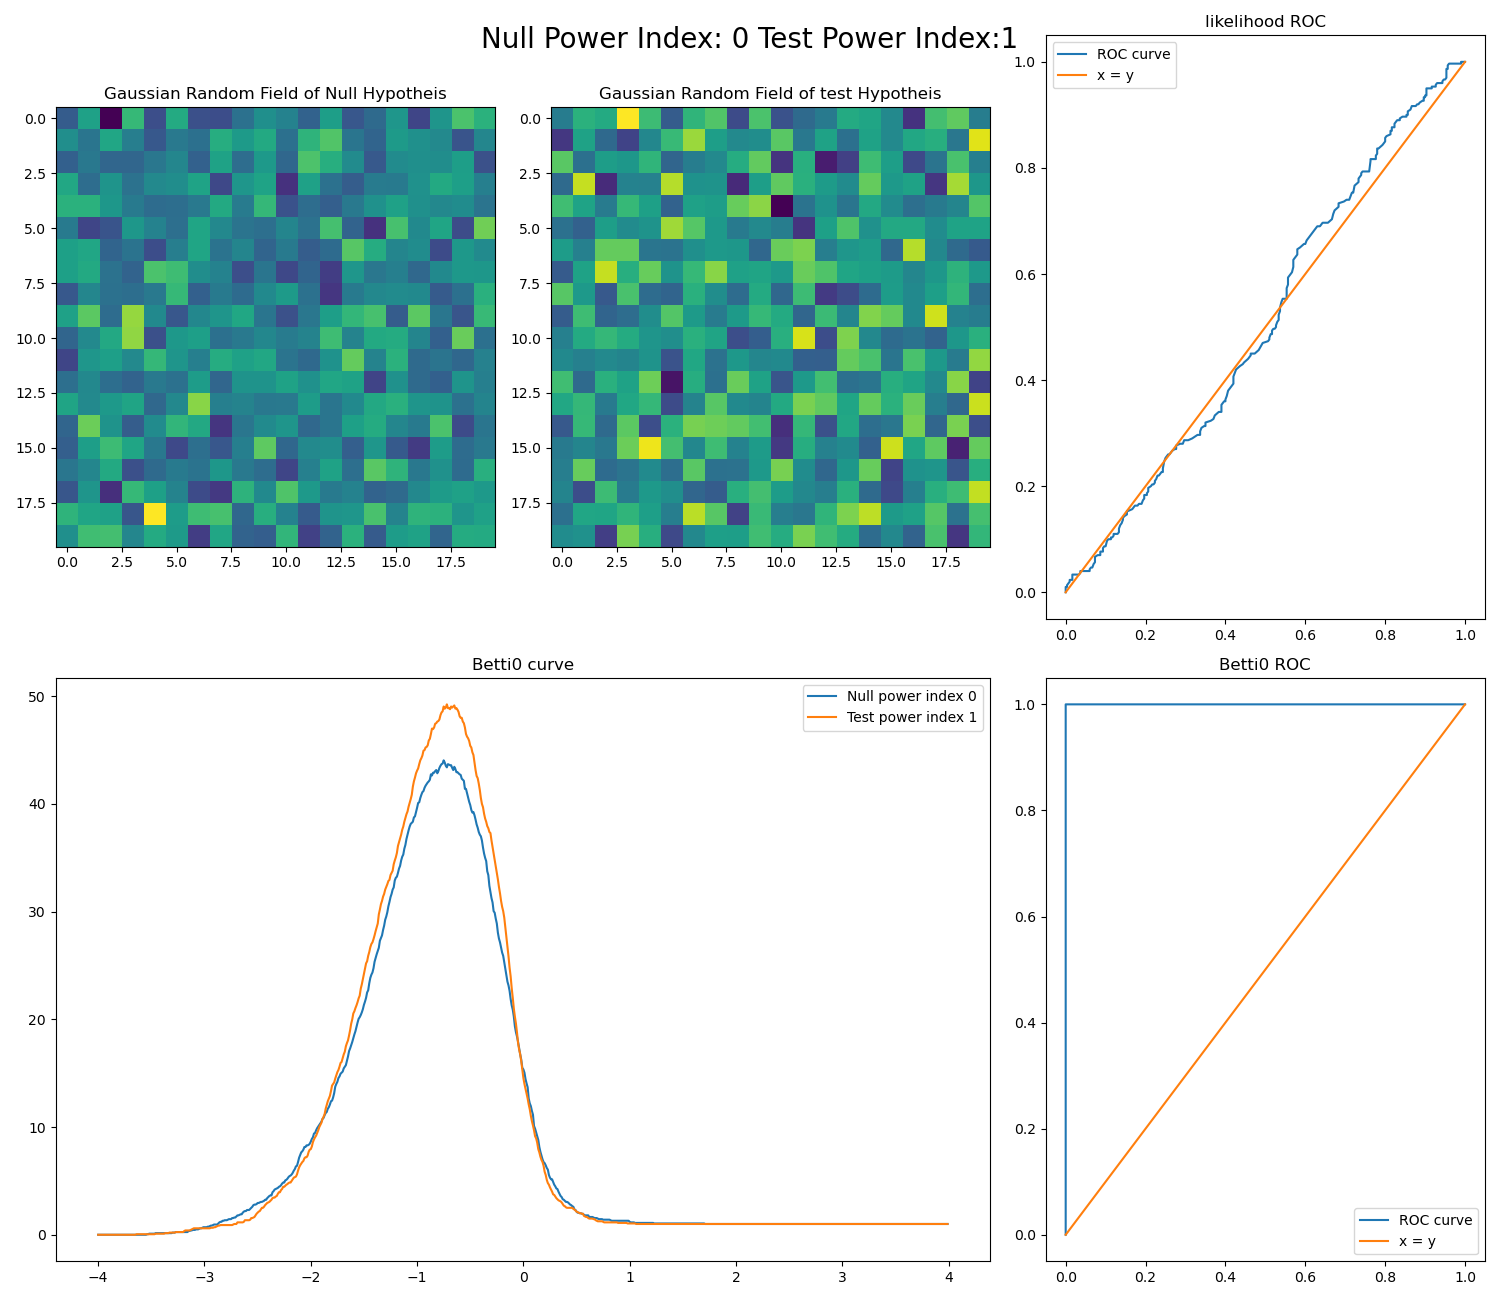 Null Power Index: 0 Test Power Index:1
Gaussian Random Field of Null Hypotheis
0.0
2.5
5.0
7.5
10.0
12.5
15.0
17.5
0.0 2.5 5.0 7.5 10.0 12.5 15.0 17.5
Gaussian Random Field of test Hypotheis
0.0
2.5
5.0
7.5
10.0
12.5
15.0
17.5
0.0 2.5 5.0 7.5 10.0 12.5 15.0 17.5
likelihood ROC
ROC curve
x = y
1.0
0.8
0.6
0.4
0.2
0.0
0.0 0.2 0.4 0.6 0.8 1.0
Betti0 curve
Null power index 0
Test power index 1
50
40
30
20
10
0
−4 −3 −2 −1 0 1 2 3 4
Betti0 ROC
1.0
0.8
0.6
0.4
0.2
0.0
ROC curve
x = y
0.0 0.2 0.4 0.6 0.8 1.0